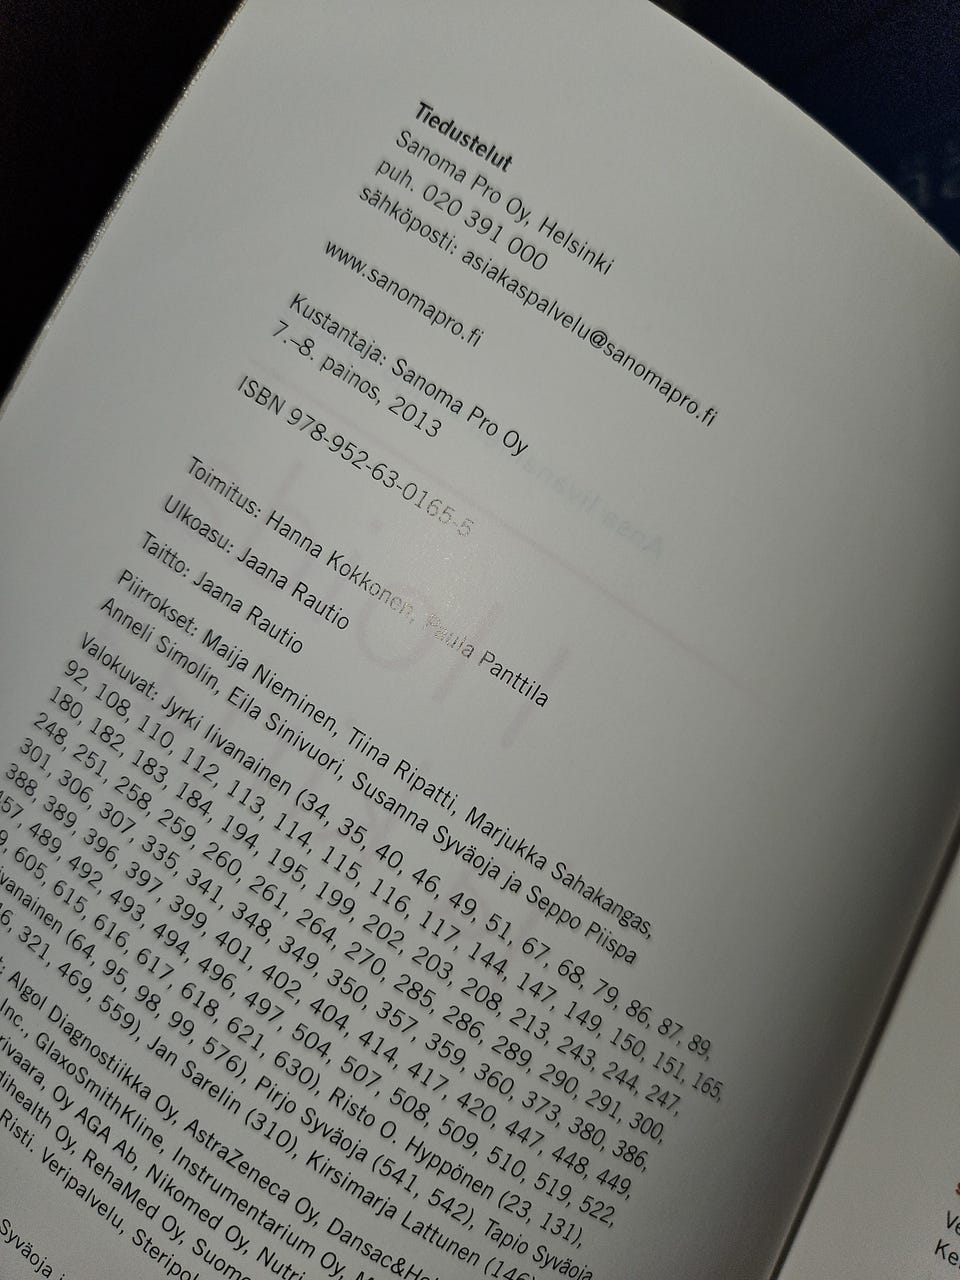 Tiedustelut
Sanoma Pro Oy, Helsinki
puh. 020 391 000
sähköposti: asiakaspalvelu@sanomapro.fi
www.sanomapro.fi
Kustantaja: Sanoma Pro Oy
7.–8. painos, 2013
ISBN 978-952-63-0165-5
Toimitus: Hanna Kokkonen, Paula Panttila
Ulkoasu: Jaana Rautio
Taitto: Jaana Rautio
Piirrokset: Maija Nieminen, Tiina Ripatti, Marjukka Sahakangas,
Anneli Simolin, Eila Sinivuori, Susanna Syväoja ja Seppo Piispa
Valokuvat: Jyrki Iivanainen (34, 35, 40, 46, 49, 51, 67, 68, 79, 86, 87, 89,
92, 108, 110, 112, 113, 114, 115, 116, 117, 144, 147, 149, 150, 151, 165,
180, 182, 183, 184, 194, 195, 199, 202, 203, 208, 213, 243, 244, 247,
248, 251, 258, 259, 260, 261, 264, 270, 285, 286, 289, 290, 291, 300,
301, 306, 307, 335, 341, 348, 349, 350, 357, 359, 360, 373, 380, 386,
388, 389, 396, 397, 399, 401, 402, 404, 414, 417, 420, 447, 448, 449,
457, 489, 492, 493, 494, 496, 497, 504, 507, 508, 509, 510, 519, 522,
605, 615, 616, 617, 618, 621, 630), Risto O. Hyppönen (23, 131),
(64, 95, 98, 99, 576), Pirjo Syväoja (541, 542), Tapio Syväoja
321, 469, 559), Jan Sarelin (310), Kirsimarja Lattunen (146)
Algol Diagnostiikka Oy, AstraZeneca Oy,
Inc., GlaxoSmithKline, Instrumentarium Oy,
Oy AGA Ab, Nikomed Oy,
Oy, RehaMed Oy,
Risti. Veripalvelu,
Syväoja